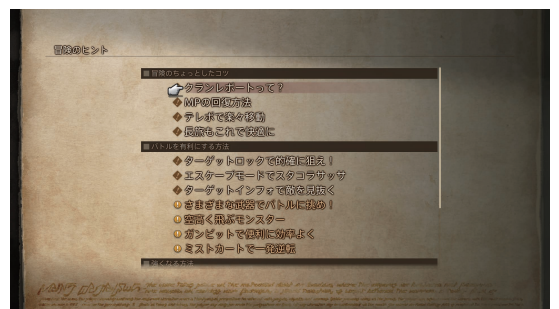 冒険のヒント
■冒険のちょっとしたコツ
クランレポートって？
MPの回復方法
テレポで楽々移動
長旅もこれで快適に
■バトルを有利にする方法
ターゲットロックで的確に狙え！
エスケープモードでスタコラサッサ
ターゲットインフォで敵を見抜く
さまざまな武器でバトルに挑め！
空高く飛ぶモンスター
ガンビットで便利に効率よく
ミストカートで一発逆転
■強くなる方法